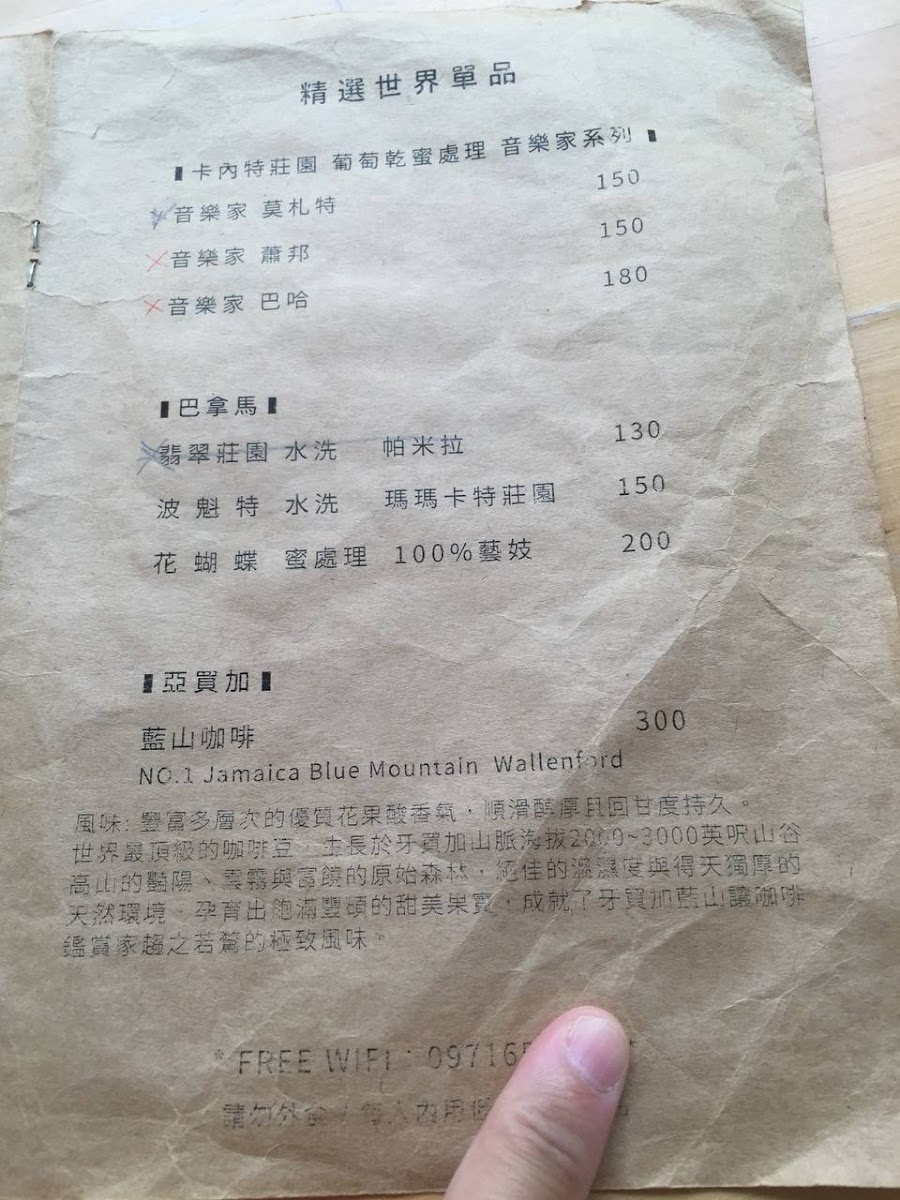 精選世界單品
▮卡內特莊園 葡萄乾蜜處理 音樂家系列▮
音樂家 莫札特 150
×音樂家 蕭邦 150
×音樂家 巴哈 180
▮巴拿馬▮
翡翠莊園 水洗 帕米拉 130
波魁特 水洗 瑪瑪卡特莊園 150
花蝴蝶 蜜處理 100%藝妓 200
▮亞買加▮
藍山咖啡 300
NO.1 Jamaica Blue Mountain Wallenford
風味: 豐富多層次的優質花果酸香氣，順滑醇厚且回甘度持久。
世界最頂級的咖啡豆，生長於牙買加山脈海拔2000~3000英呎山谷
高山的豔陽、雲霧與富饒的原始森林，絕佳的溫濕度與得天獨厚的
天然環境，孕育出飽滿豐碩的甜美果實，成就了牙買加藍山讓咖啡
鑑賞家趨之若鶩的極致風味。
* FREE WIFI : 09716
請勿外食 / 每人內用低